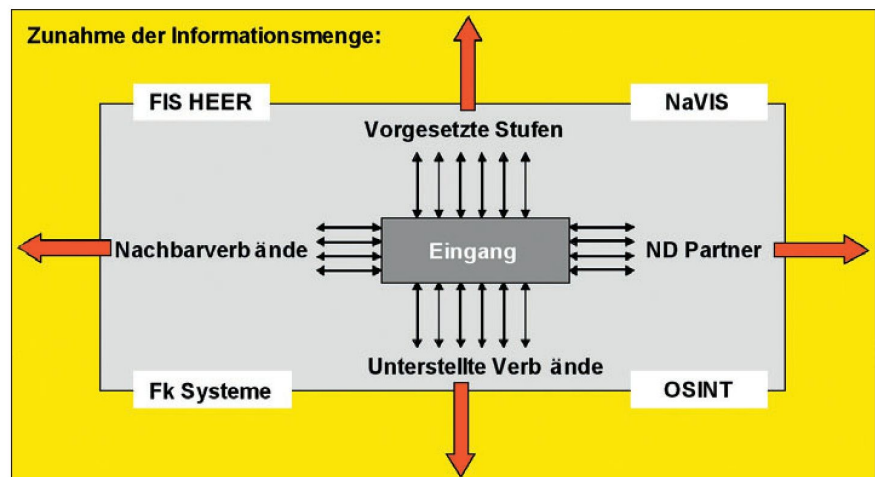 Zunahme der Informationsmenge:
FIS HEER
NaVIS
Vorgesetzte Stufen
Nachbarverb ände
Eingang
ND Partner
Unterstellte Verb ände
Fk Systeme
OSINT